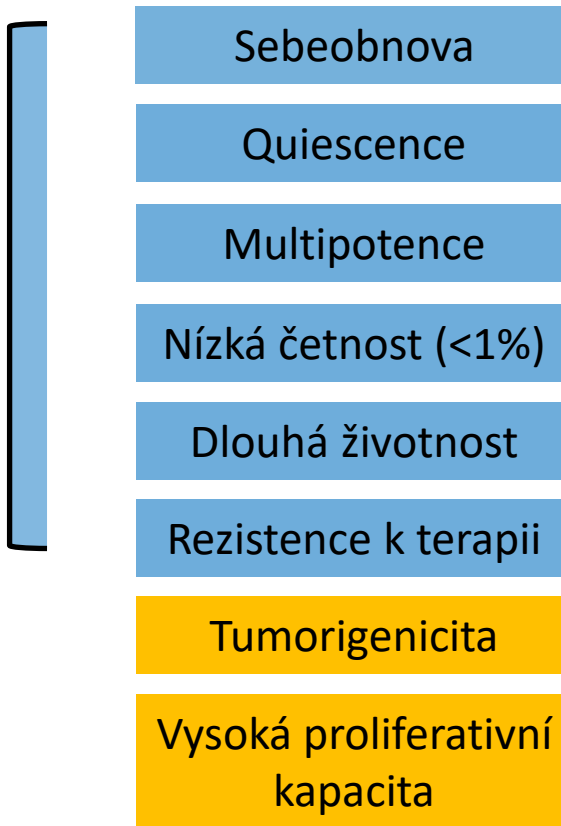 Sebeobnova
Quiescence
Multipotence
Nízká četnost (<1%)
Dlouhá životnost
Rezistence k terapii
Tumorigenicita
Vysoká proliferativní
kapacita